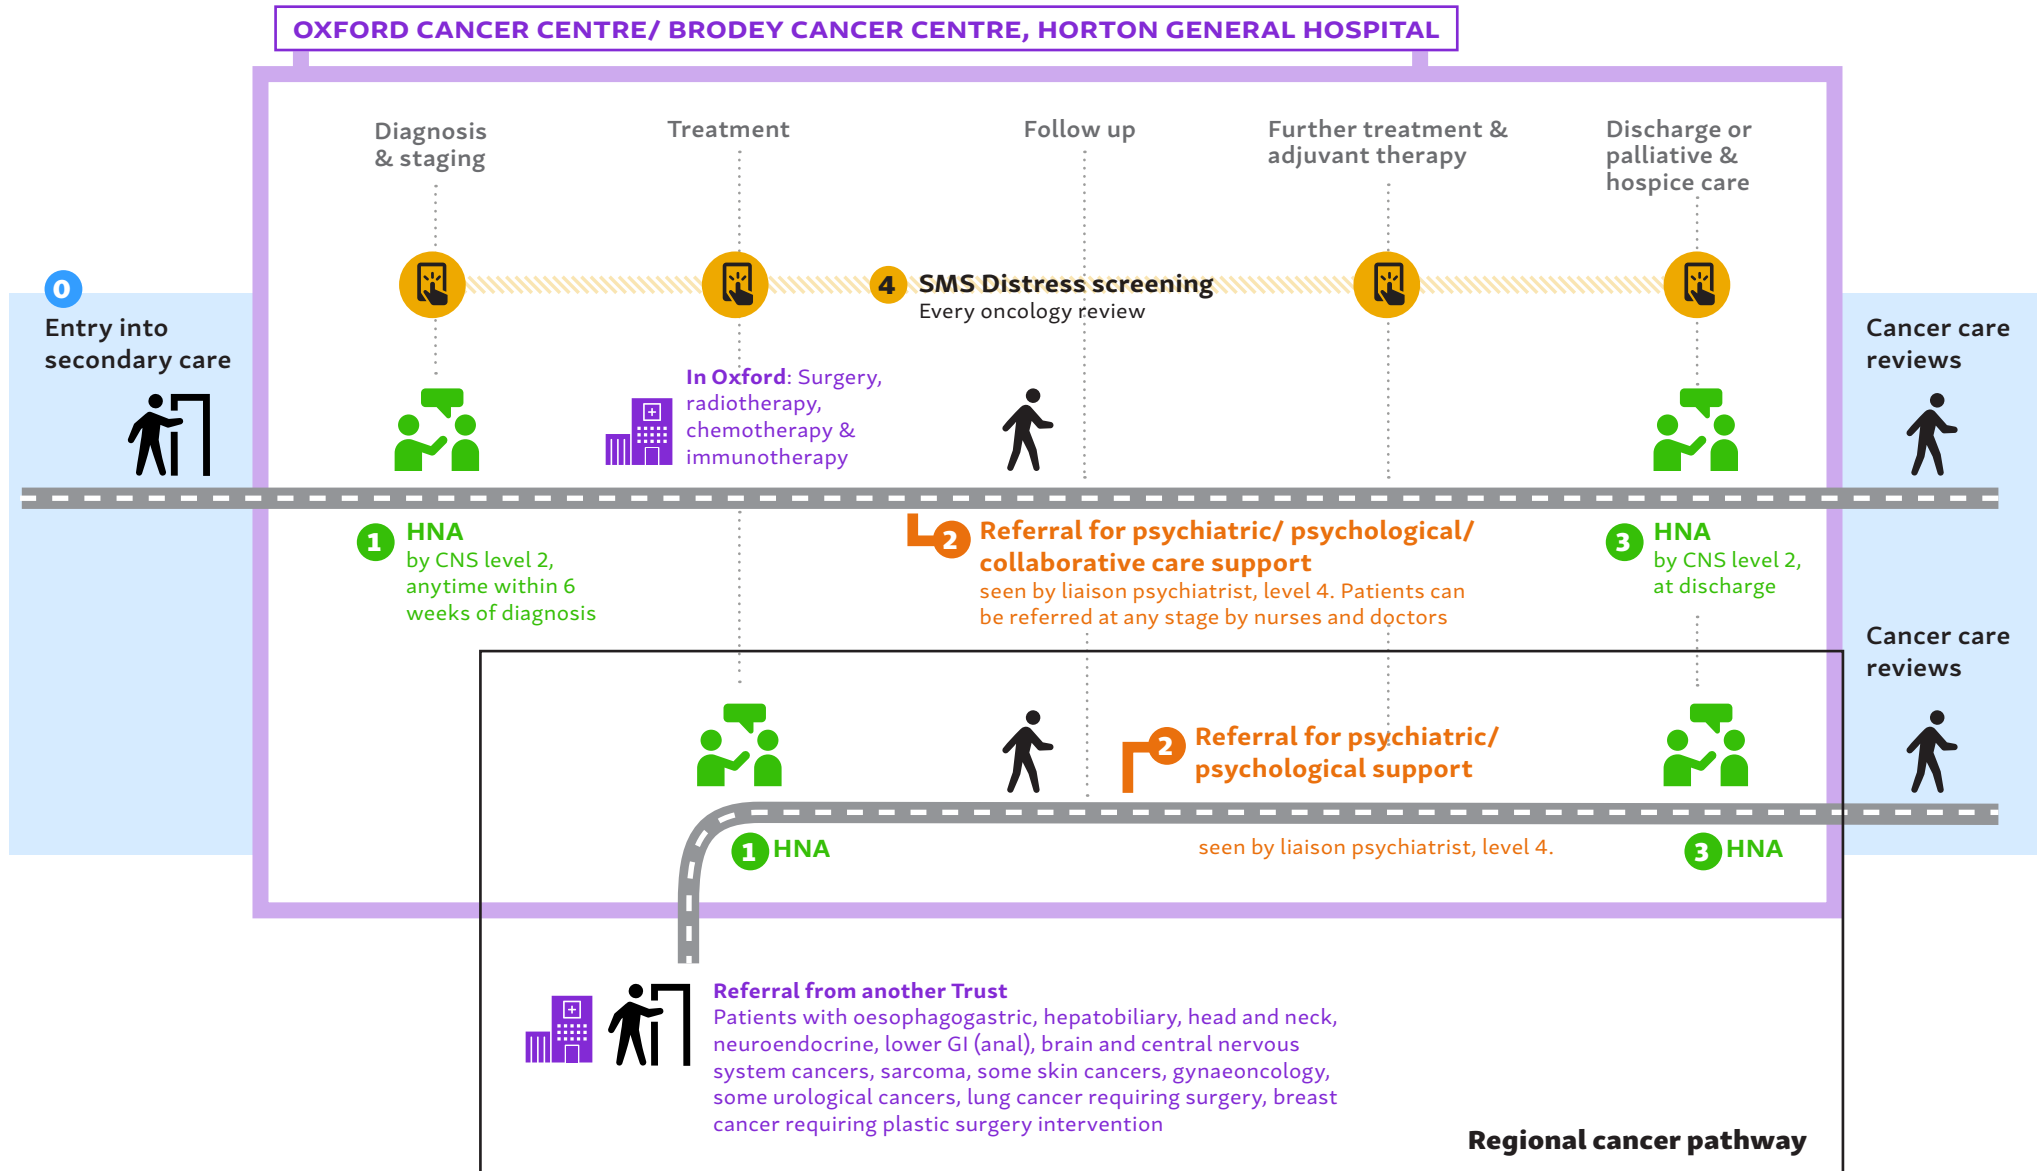 OXFORD CANCER CENTRE/ BRODEY CANCER CENTRE, HORTON GENERAL HOSPITAL
Diagnosis
& staging
Treatment
Follow up
Further treatment &
adjuvant therapy
Discharge or
palliative &
hospice care
0
Entry into
secondary care
4
SMS Distress screening
Every oncology review
Cancer care
reviews
In Oxford: Surgery,
radiotherapy,
chemotherapy &
immunotherapy
1
HNA
by CNS level 2,
anytime within 6
weeks of diagnosis
2
Referral for psychiatric/ psychological/
collaborative care support
seen by liaison psychiatrist, level 4. Patients can
be referred at any stage by nurses and doctors
3
HNA
by CNS level 2,
at discharge
Cancer care
reviews
2
Referral for psychiatric/
psychological support
1 HNA
seen by liaison psychiatrist, level 4.
3 HNA
Referral from another Trust
Patients with oesophagogastric, hepatobiliary, head and neck,
neuroendocrine, lower GI (anal), brain and central nervous
system cancers, sarcoma, some skin cancers, gynaeoncology,
some urological cancers, lung cancer requiring surgery, breast
cancer requiring plastic surgery intervention
Regional cancer pathway